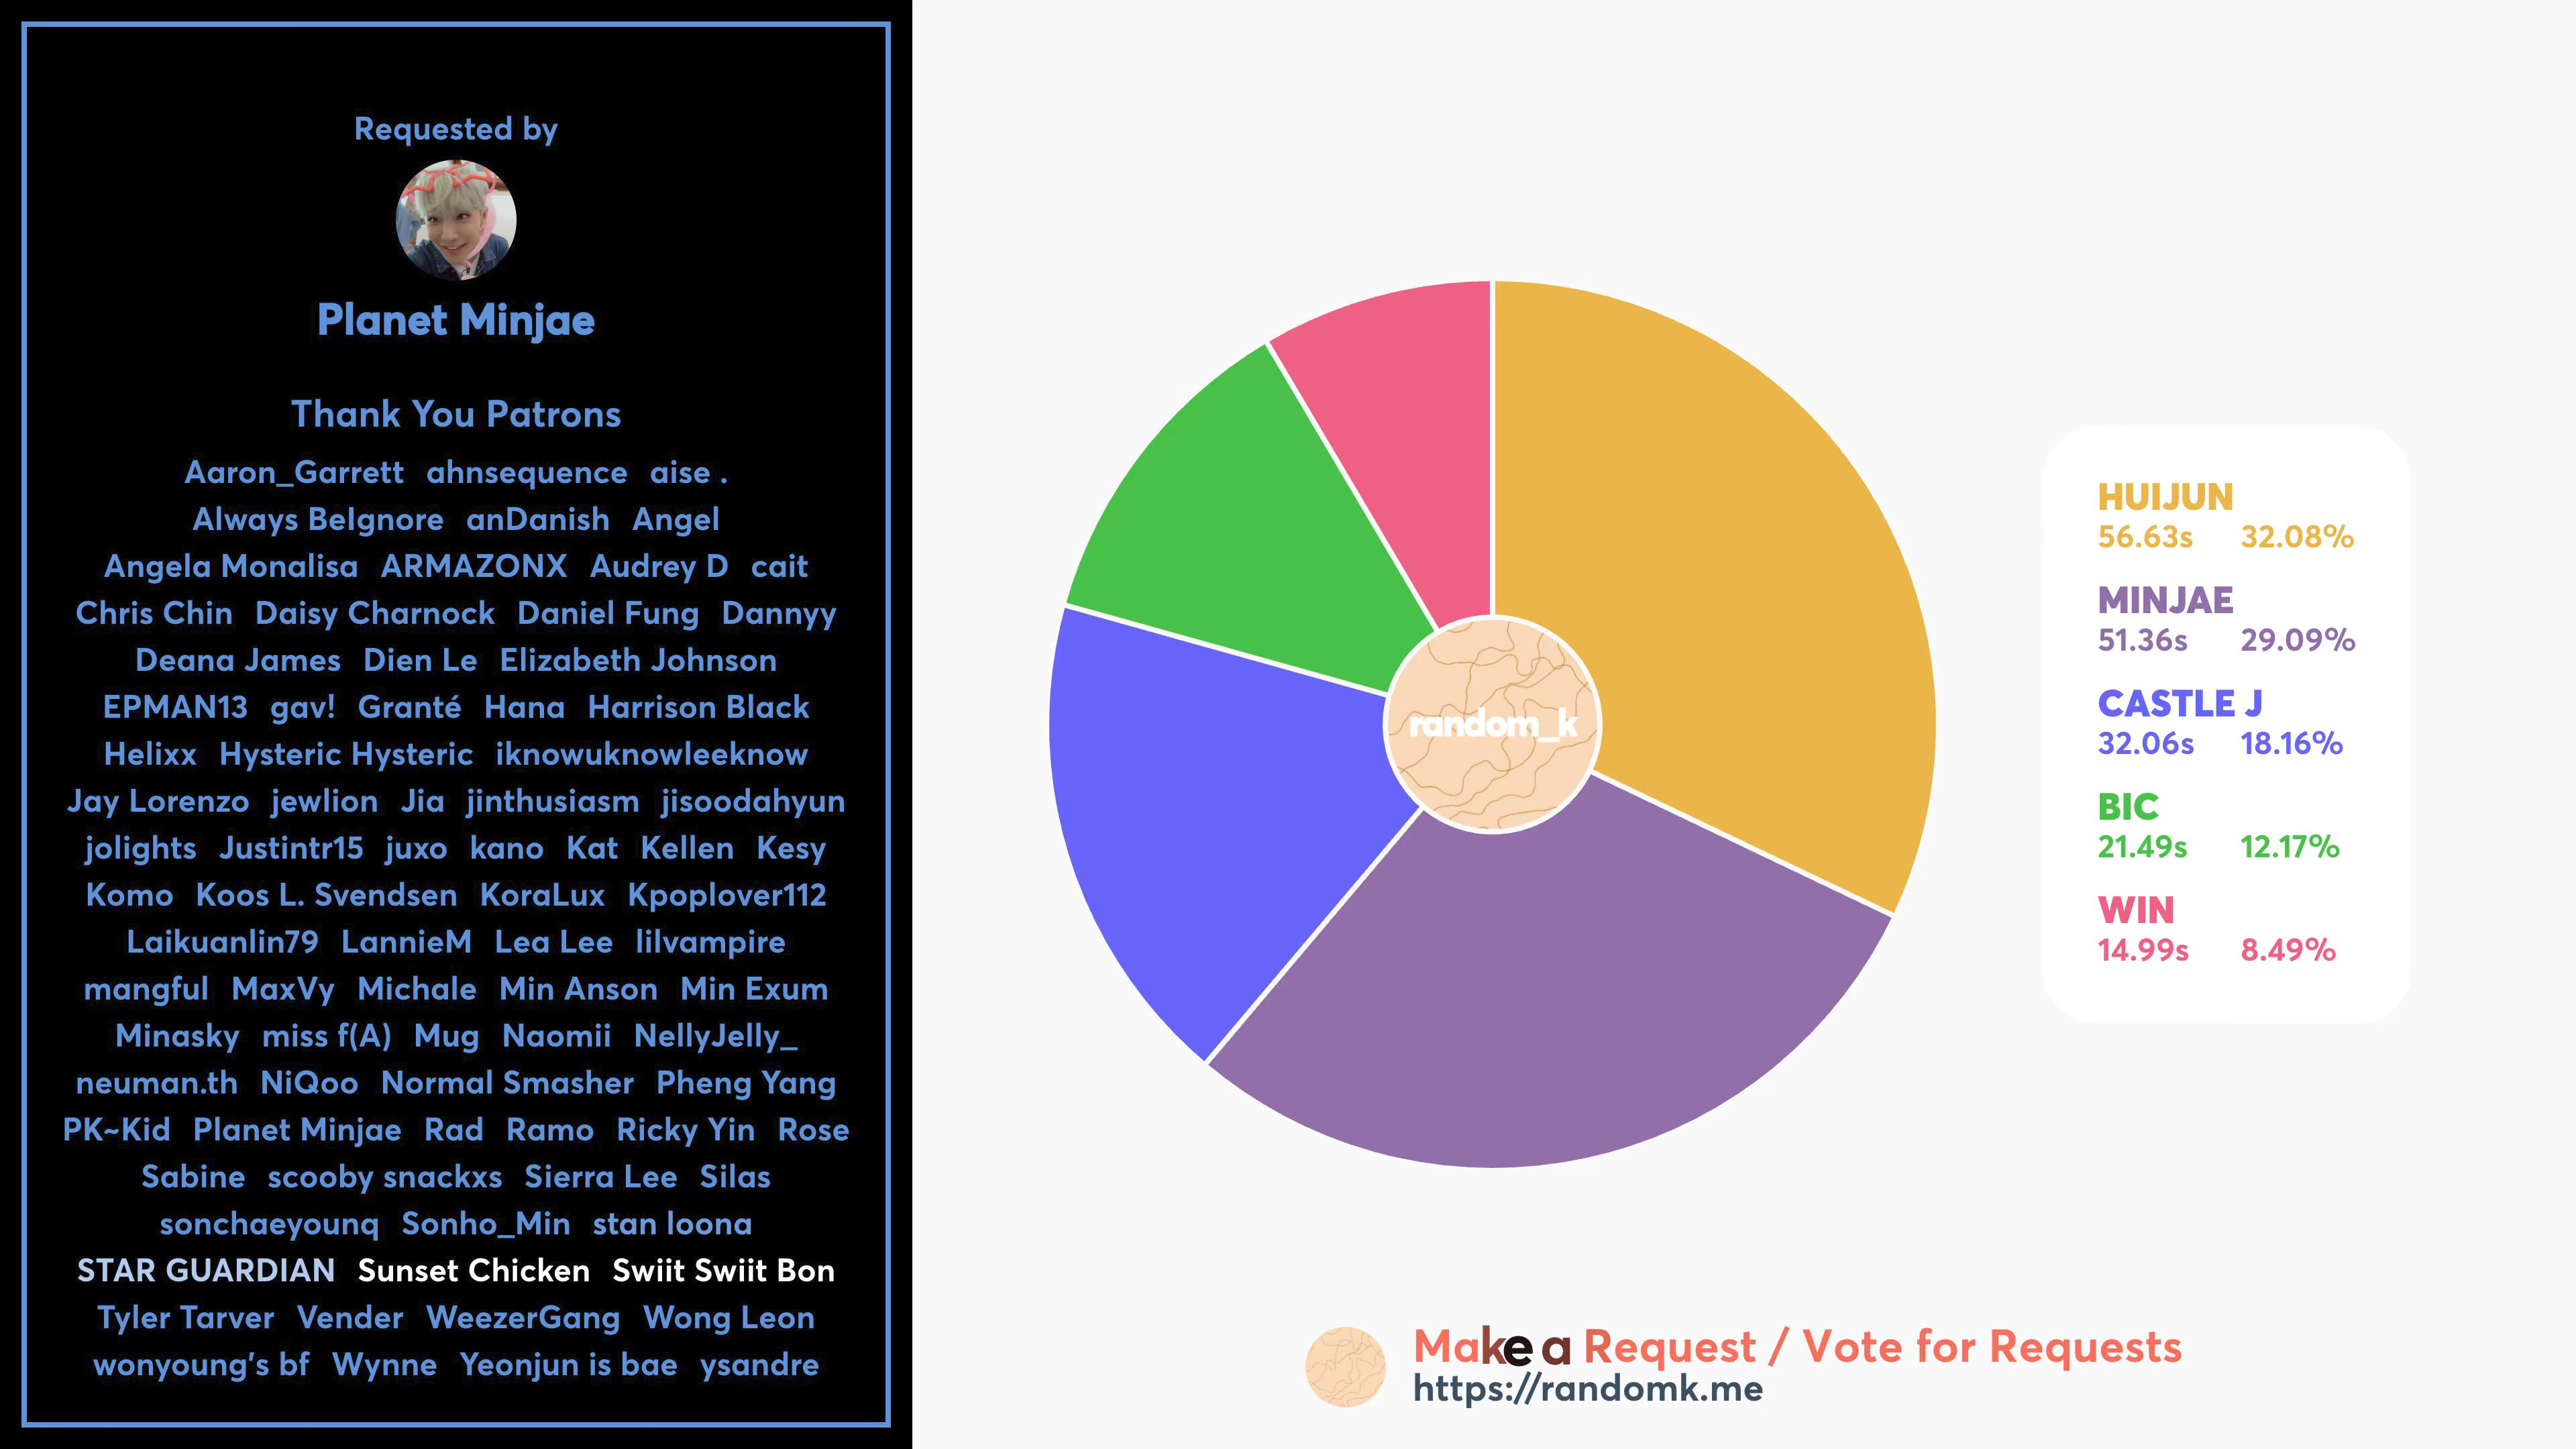 Requested by
Planet Minjae
Thank You Patrons
Aaron_Garrett ahnsequence aise .
Always BeIgnore anDanish Angel
Angela Monalisa ARMAZONX Audrey D cait
Chris Chin Daisy Charnock Daniel Fung Dannyy
Deana James Dien Le Elizabeth Johnson
EPMAN13 gav! Granté Hana Harrison Black
Helixx Hysteric Hysteric iknowuknowleeknow
Jay Lorenzo jewlion Jia jinthusiasm jisoodahyun
jolights Justintr15 juxo kano Kat Kellen Kesy
Komo Koos L. Svendsen KoraLux Kpoplover112
Laikuanlin79 LannieM Lea Lee lilvampire
mangful MaxVy Michale Min Anson Min Exum
Minasky miss f(A) Mug Naomii NellyJelly_
neuman.th NiQoo Normal Smasher Pheng Yang
PK~Kid Planet Minjae Rad Ramo Ricky Yin Rose
Sabine scooby snackxs Sierra Lee Silas
sonchaeyounq Sonho_Min stan loona
STAR GUARDIAN Sunset Chicken Swiit Swiit Bon
Tyler Tarver Vender WeezerGang Wong Leon
wonyoung's bf Wynne Yeonjun is bae ysandre
random_k
HUIJUN
56.63s 32.08%
MINJAE
51.36s 29.09%
CASTLE J
32.06s 18.16%
BIC
21.49s 12.17%
WIN
14.99s 8.49%
Make a Request / Vote for Requests
https://randomk.me